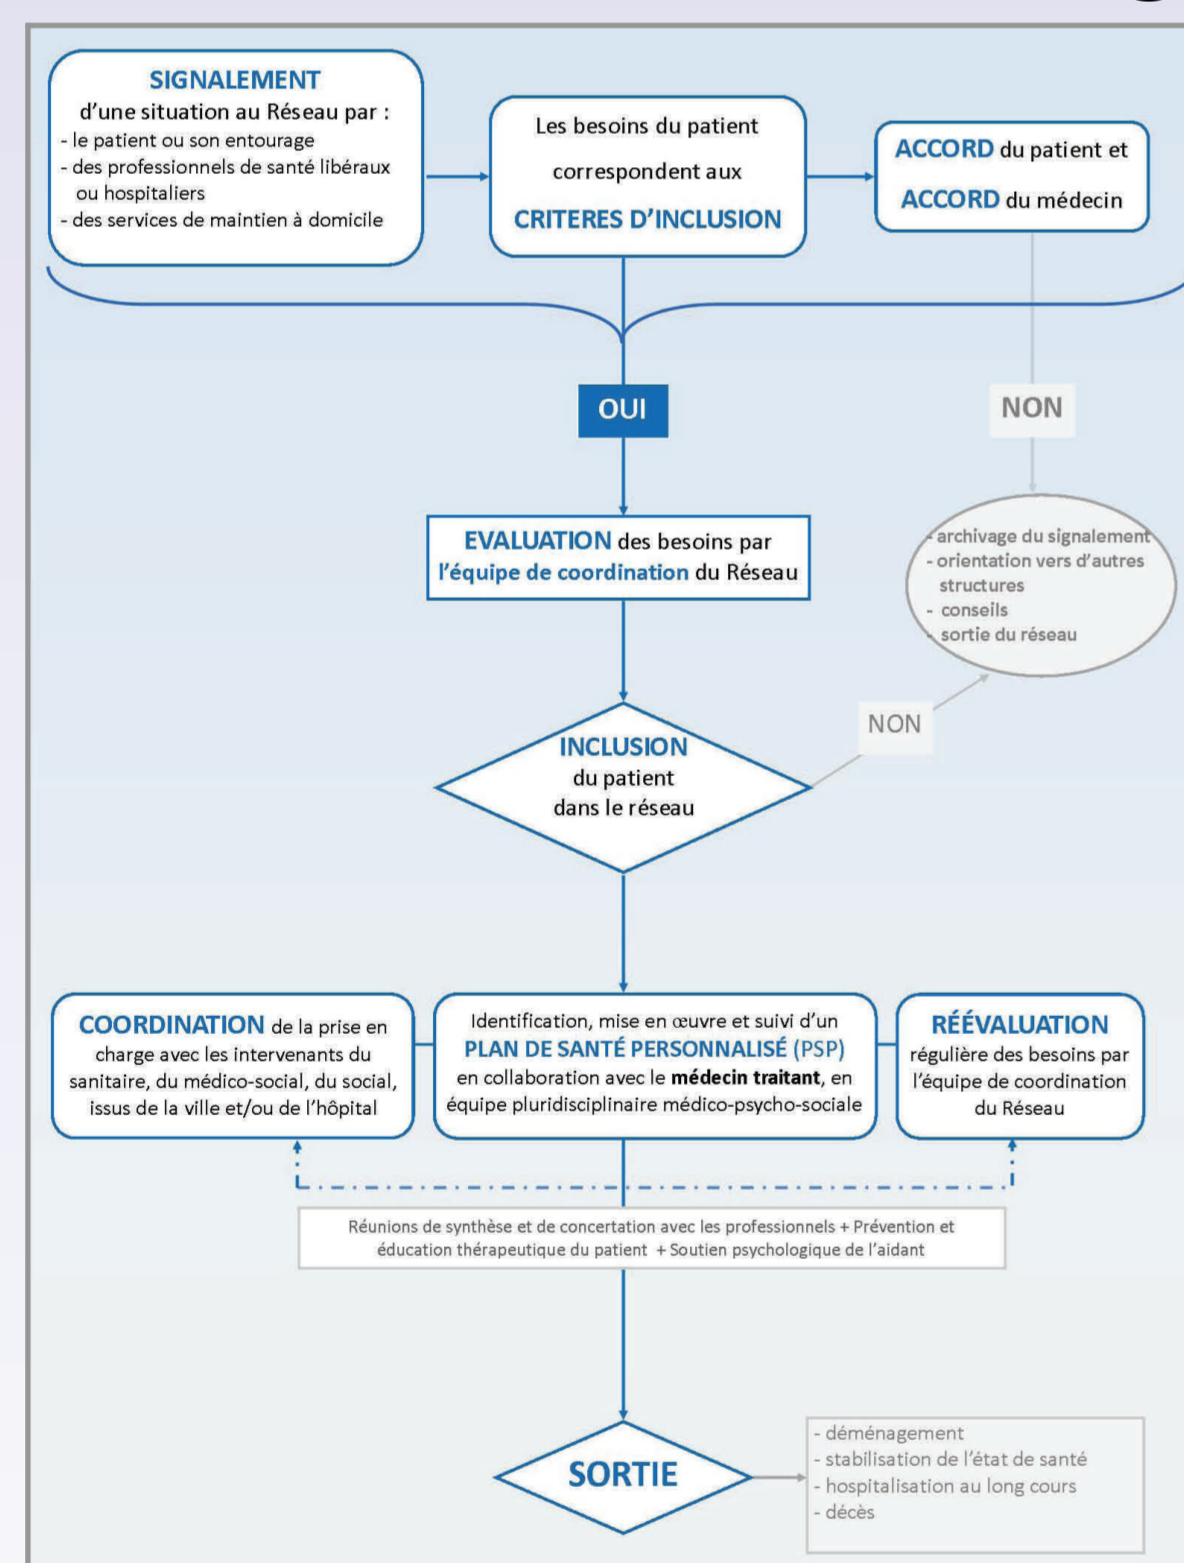 SIGNALEMENT
d'une situation au Réseau par :
- le patient ou son entourage
- des professionnels de santé libéraux
ou hospitaliers
- des services de maintien à domicile
Les besoins du patient
correspondent aux
CRITERES D'INCLUSION
ACCORD du patient et
ACCORD du médecin
OUI
NON
EVALUATION des besoins par
l'équipe de coordination du Réseau
- archivage du signalement
- orientation vers d'autres
structures
- conseils
- sortie du réseau
NON
INCLUSION
du patient
dans le réseau
COORDINATION de la prise en
charge avec les intervenants du
sanitaire, du médico-social, du social,
issus de la ville et/ou de l'hôpital
Identification, mise en œuvre et suivi d'un
PLAN DE SANTÉ PERSONNALISÉ (PSP)
en collaboration avec le médecin traitant, en
équipe pluridisciplinaire médico-psycho-sociale
RÉÉVALUATION
régulière des besoins par
l'équipe de coordination
du Réseau
Réunions de synthèse et de concertation avec les professionnels + Prévention et
éducation thérapeutique du patient + Soutien psychologique de l'aidant
SORTIE
- déménagement
- stabilisation de l'état de santé
- hospitalisation au long cours
- décès